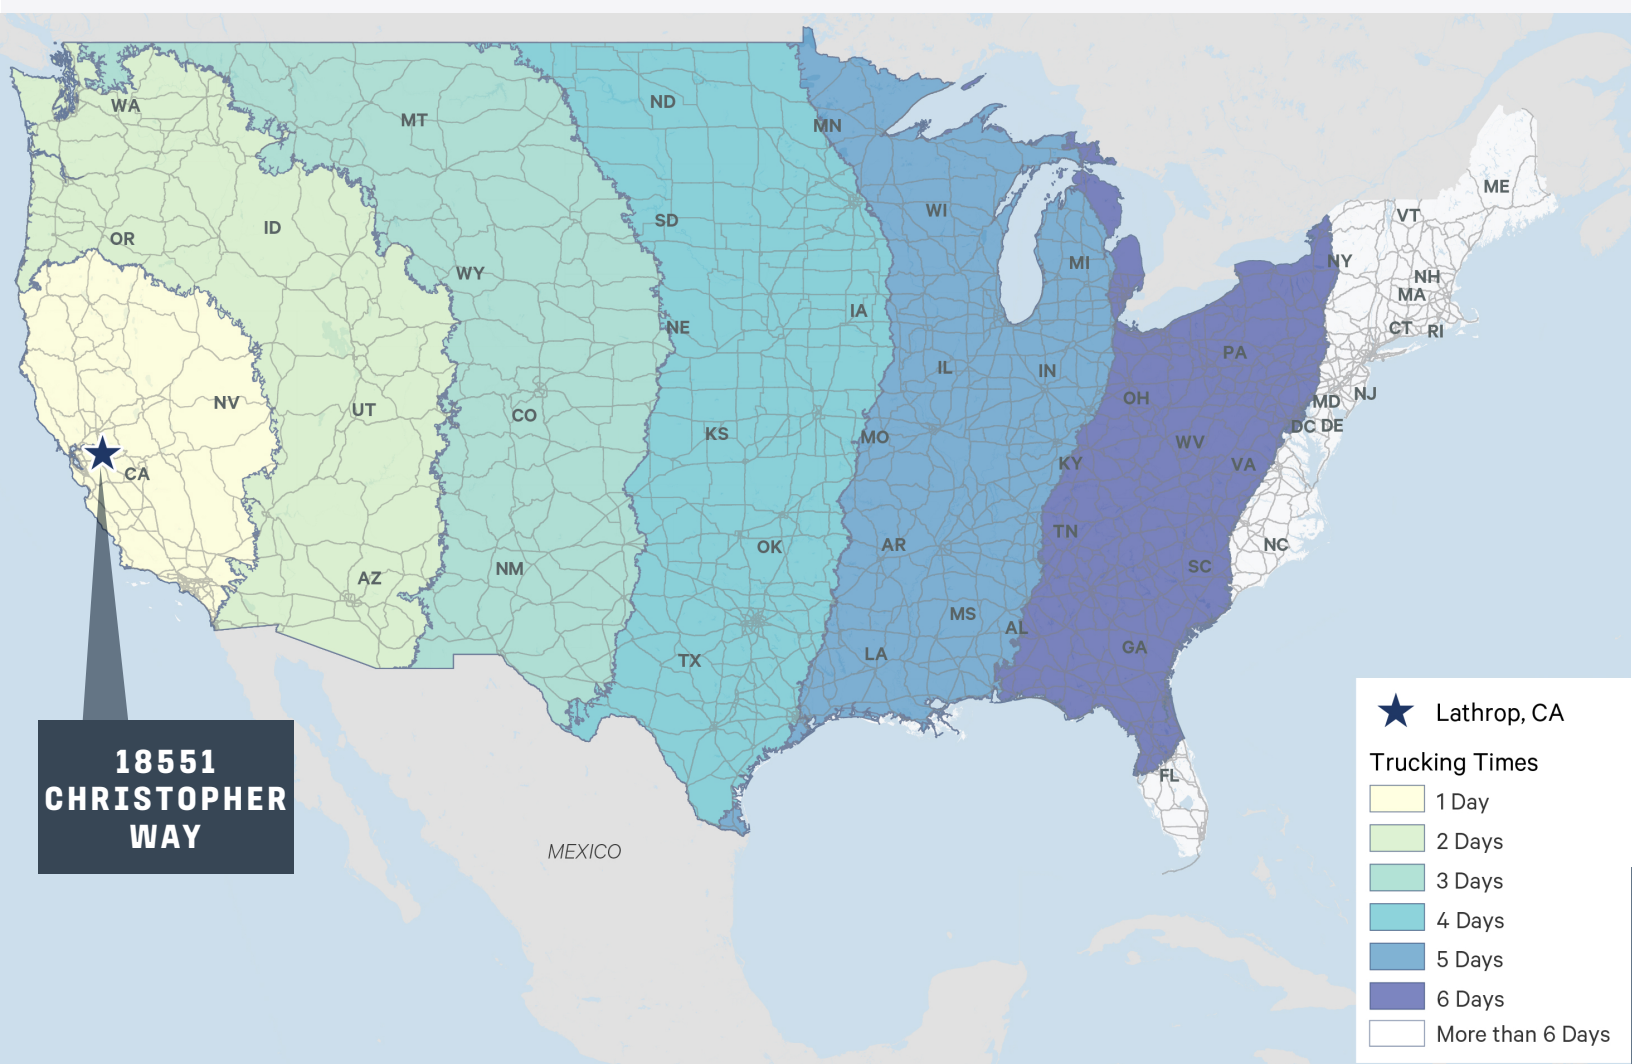 WA
MT
ND
MN
ME
VT
OR
ID
SD
WI
NY
NH
MA
WY
MI
CT
RI
NE
IA
PA
NV
UT
CO
KS
MO
IL
IN
OH
MD
NJ
DC
DE
WV
VA
KY
CA
AZ
NM
OK
AR
TN
NC
SC
TX
LA
MS
AL
GA
FL
MEXICO
18551
CHRISTOPHER
WAY
Lathrop, CA
Trucking Times
1 Day
2 Days
3 Days
4 Days
5 Days
6 Days
More than 6 Days